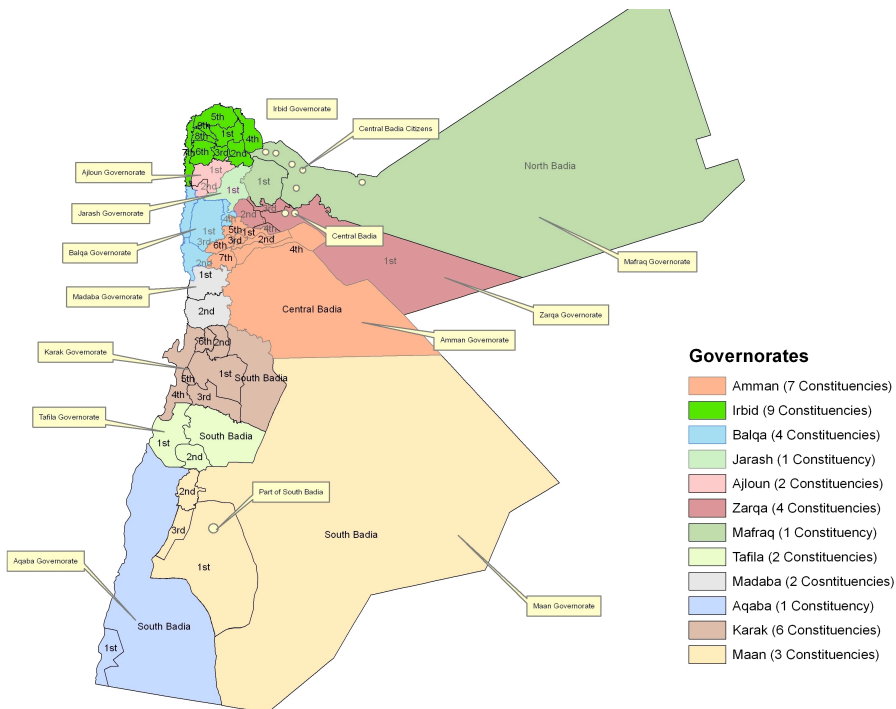 Irbid Governorate
5th
9th
1st
8th
4th
7th
6th
3rd
2nd
Central Badia Citizens
North Badia
Ajloun Governorate
1st
2nd
1st
1st
Jarash Governorate
3rd
2nd
4th
Central Badia
Balqa Governorate
1st
4th
3rd
2nd
5th
1st
3rd
2nd
6th
7th
4th
1st
Mafraq Governorate
Madaba Governorate
1st
2nd
Central Badia
Zarqa Governorate
Amman Governorate
Karak Governorate
6th
2nd
1st
South Badia
5th
4th
3rd
Tafila Governorate
1st
South Badia
2nd
2nd
Part of South Badia
3rd
South Badia
1st
Aqaba Governorate
Maan Governorate
South Badia
1st
Governorates
Amman (7 Constituencies)
Irbid (9 Constituencies)
Balqa (4 Constituencies)
Jarash (1 Constituency)
Ajloun (2 Constituencies)
Zarqa (4 Constituencies)
Mafraq (1 Constituency)
Tafila (2 Constituencies)
Madaba (2 Cosntituencies)
Aqaba (1 Constituency)
Karak (6 Constituencies)
Maan (3 Constituencies)